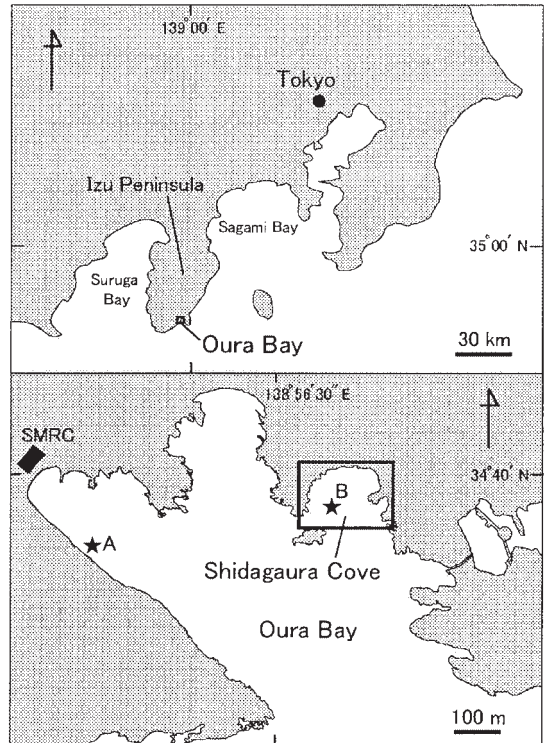 139°00′ E
Tokyo
Izu Peninsula
Sagami Bay
35°00′ N
Suruga
Bay
Oura Bay
30 km
138°56′30″ E
SMRC
34°40′ N
B
A
Shidagaura Cove
Oura Bay
100 m